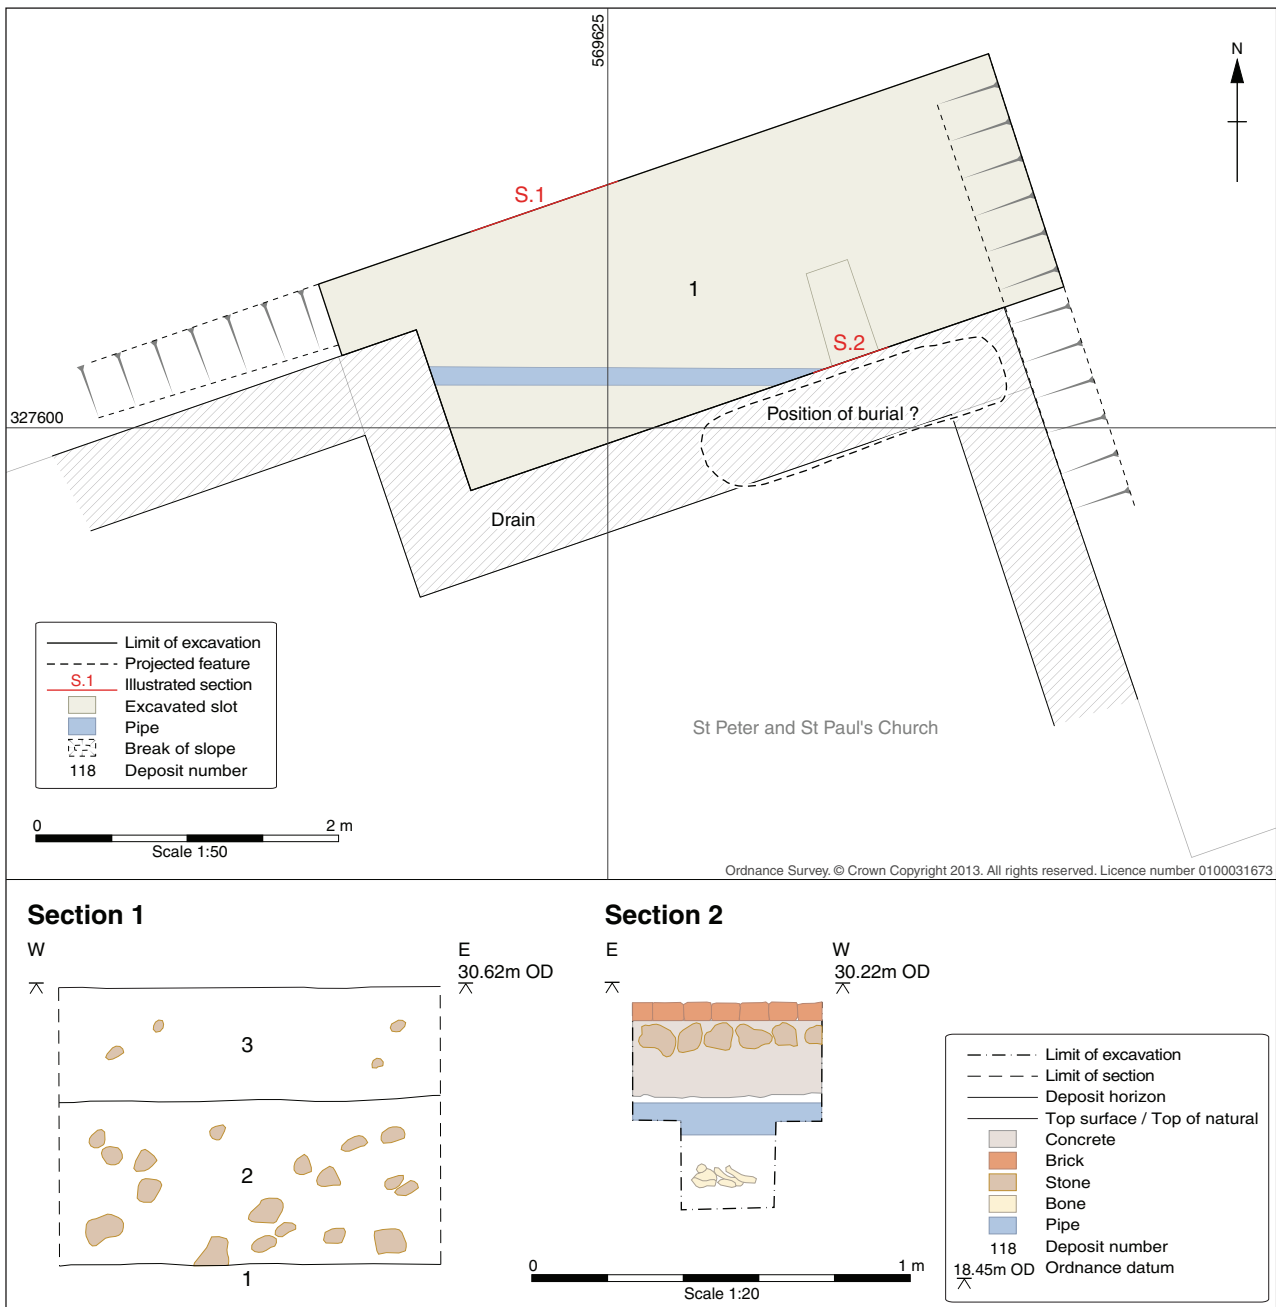 569625
N
S.1
1
S.2
327600
Position of burial ?
Drain
St Peter and St Paul's Church
Limit of excavation
Projected feature
S.1 Illustrated section
Excavated slot
Pipe
Break of slope
118 Deposit number
0 2 m
Scale 1:50
Ordnance Survey. © Crown Copyright 2013. All rights reserved. Licence number 0100031673
Section 1
W E
30.62m OD
3
2
1
Section 2
E W
30.22m OD
0 1 m
Scale 1:20
Limit of excavation
Limit of section
Deposit horizon
Top surface / Top of natural
Concrete
Brick
Stone
Bone
Pipe
118 Deposit number
18.45m OD Ordnance datum